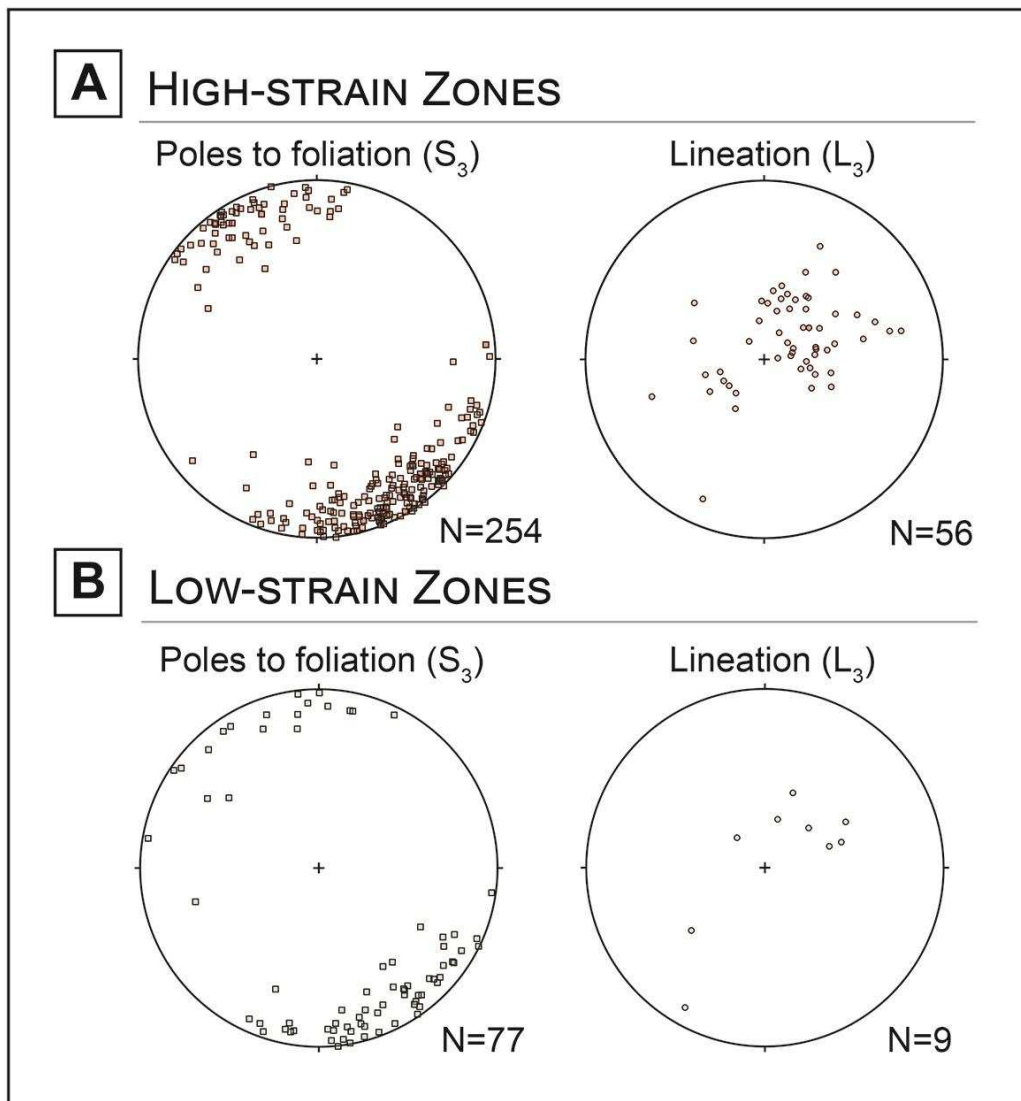 A HIGH-STRAIN ZONES
Poles to foliation (S₃) Lineation (L₃)
N=254 N=56
B LOW-STRAIN ZONES
Poles to foliation (S₃) Lineation (L₃)
N=77 N=9